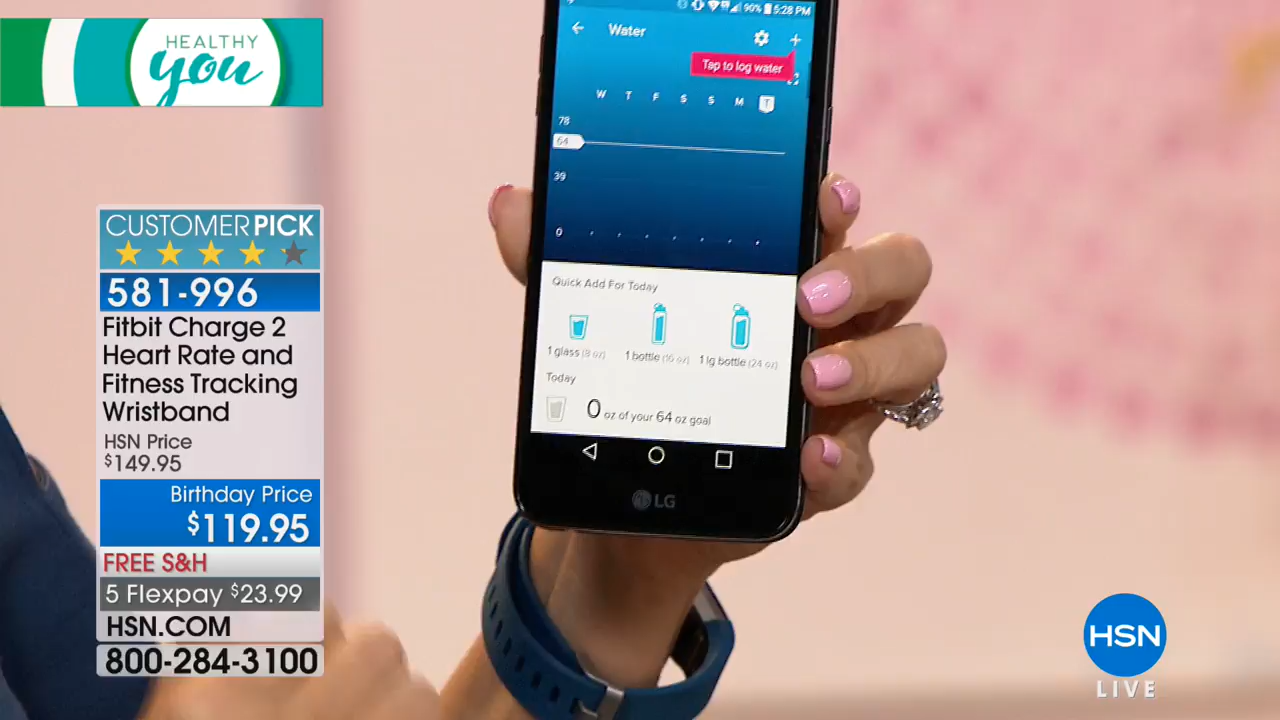 HEALTHY
you
CUSTOMER PICK
581-996
Fitbit Charge 2
Heart Rate and
Fitness Tracking
Wristband
HSN Price
$149.95
Birthday Price
$119.95
FREE S&H
5 Flexpay $23.99
HSN.COM
800-284-3100
90% 5:28 PM
Water
Tap to log water
W T F S S M T
78
64
39
0
Quick Add For Today
1 glass (8 oz) 1 bottle (16 oz) 1 lg bottle (24 oz)
Today
0 oz of your 64 oz goal
LG
HSN
LIVE